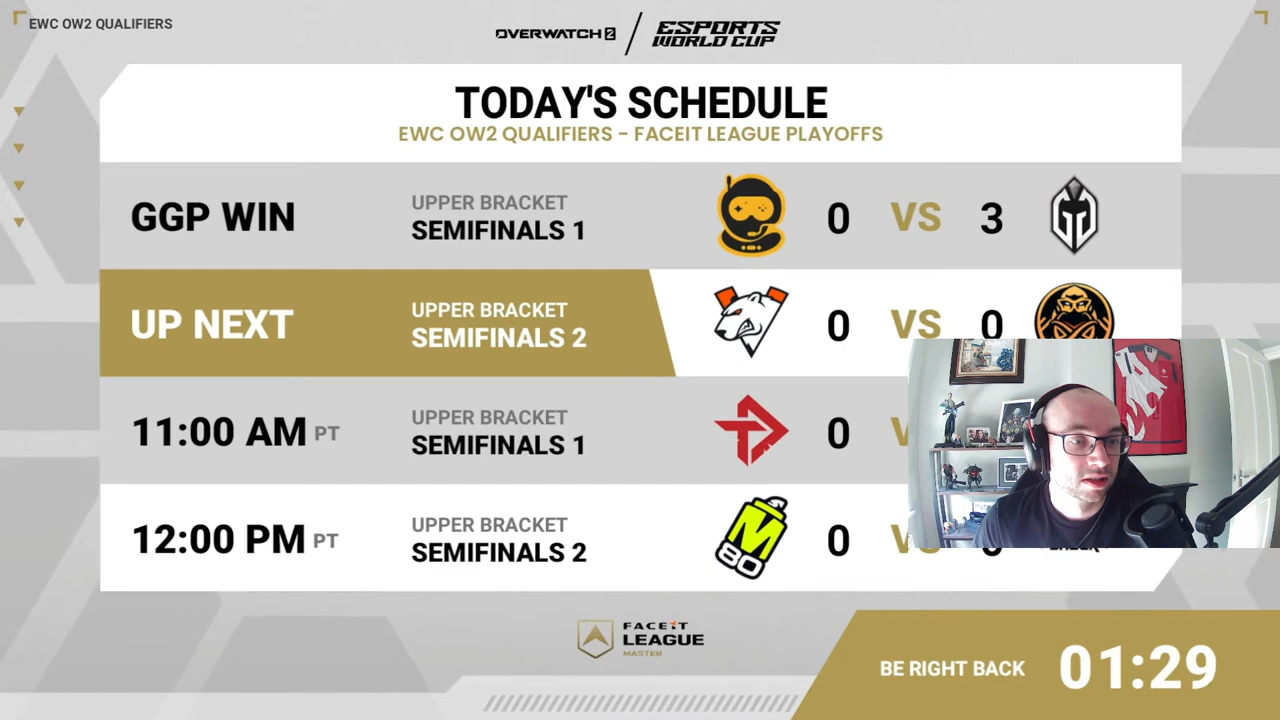 EWC OW2 QUALIFIERS
OVERWATCH 2
ESPORTS
WORLD CUP
TODAY'S SCHEDULE
EWC OW2 QUALIFIERS - FACEIT LEAGUE PLAYOFFS
GGP WIN
UPPER BRACKET
SEMIFINALS 1
0 VS 3
UP NEXT
UPPER BRACKET
SEMIFINALS 2
0 VS 0
11:00 AM PT
UPPER BRACKET
SEMIFINALS 1
0
12:00 PM PT
UPPER BRACKET
SEMIFINALS 2
M
80
0
FACEIT
LEAGUE
MASTER
BE RIGHT BACK
01:29